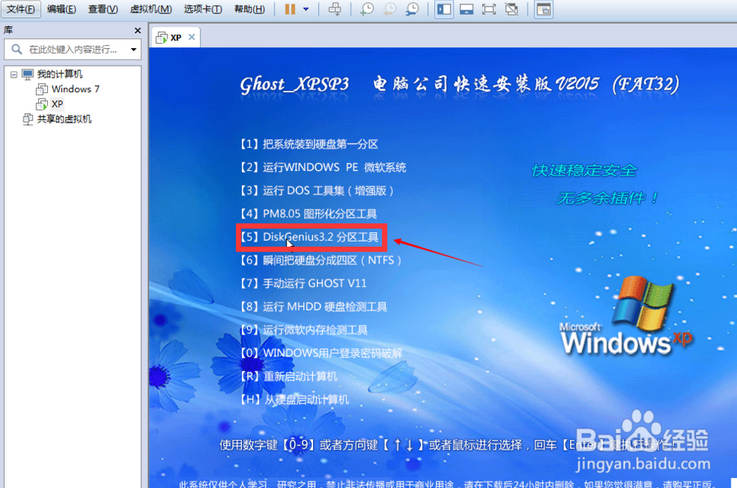 文件(F) 编辑(E) 查看(V) 虚拟机(M) 选项卡(T) 帮助(H)
库
在此处键入内容进行...
我的计算机
Windows 7
XP
共享的虚拟机
XP
Ghost_XPSP3 电脑公司快速安装版V2015 (FAT32)
【1】把系统装到硬盘第一分区
【2】运行WINDOWS PE 微软系统
【3】运行 DOS 工具集（增强版）
【4】PM8.05 图形化分区工具
【5】DiskGenius3.2 分区工具
【6】瞬间把硬盘分成四区（NTFS）
【7】手动运行 GHOST V11
【8】运行 MHDD 硬盘检测工具
【9】运行微软内存检测工具
【0】WINDOWS用户登录密码破解
【R】重新启动计算机
【H】从硬盘启动计算机
快速稳定安全
无多余插件！
Microsoft
Windows xp
使用数字键【0-9】或者方向键【↑↓】或者鼠标进行选择，回车【Enter】
Baidu经验
jingyan.baidu.com
此系统仅供个人学习、研究之用，禁止非法传播或用于商业用途，请在下载后24小时内删除，如果您觉得满意，请购买正版。